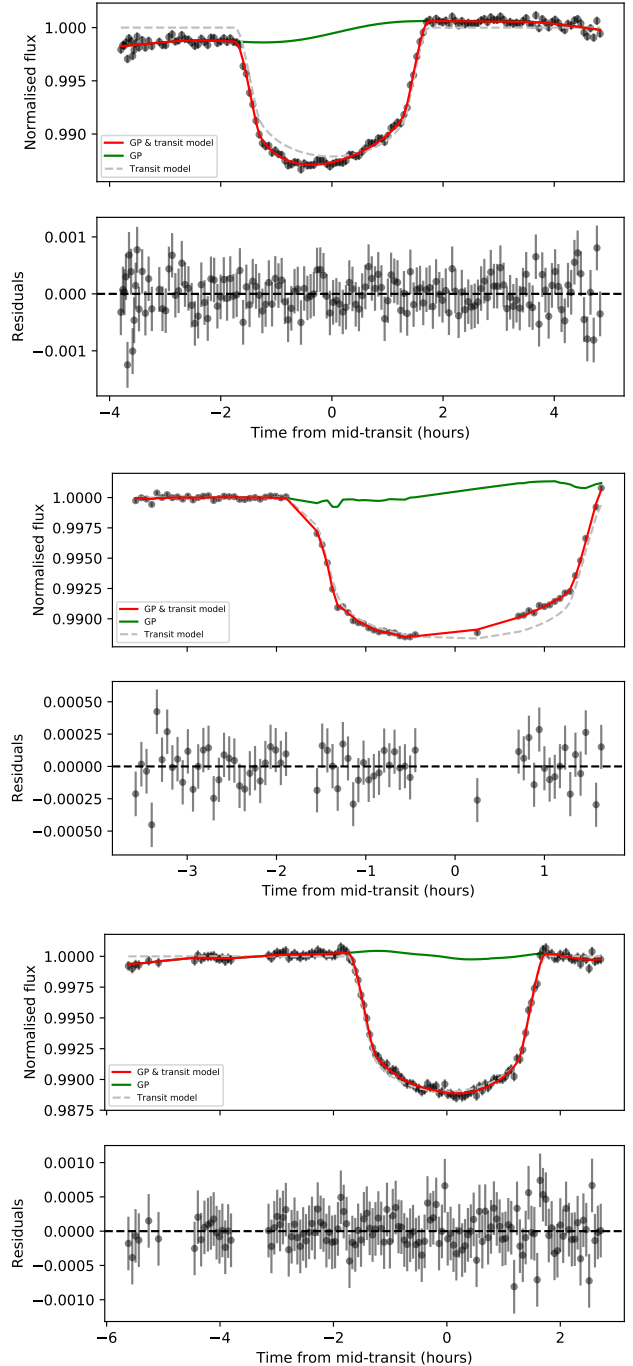 Normalised flux
1.000
0.995
0.990
GP & transit model
GP
Transit model
Residuals
0.001
0.000
−0.001
−4
−2
0
2
4
Time from mid-transit (hours)
Normalised flux
1.0000
0.9975
0.9950
0.9925
0.9900
GP & transit model
GP
Transit model
Residuals
0.00050
0.00025
0.00000
−0.00025
−0.00050
−3
−2
−1
0
1
Time from mid-transit (hours)
Normalised flux
1.0000
0.9975
0.9950
0.9925
0.9900
0.9875
GP & transit model
GP
Transit model
Residuals
0.0010
0.0005
0.0000
−0.0005
−0.0010
−6
−4
−2
0
2
Time from mid-transit (hours)